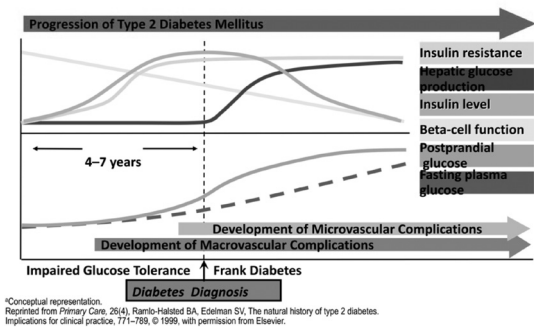 Progression of Type 2 Diabetes Mellitus
Insulin resistance
Hepatic glucose
production
Insulin level
Beta-cell function
Postprandial
glucose
Fasting plasma
glucose
4–7 years
Development of Microvascular Complications
Development of Macrovascular Complications
Impaired Glucose Tolerance
Frank Diabetes
Diabetes Diagnosis
aConceptual representation.
Reprinted from Primary Care, 26(4), Ramlo-Halsted BA, Edelman SV, The natural history of type 2 diabetes.
Implications for clinical practice, 771–789, © 1999, with permission from Elsevier.